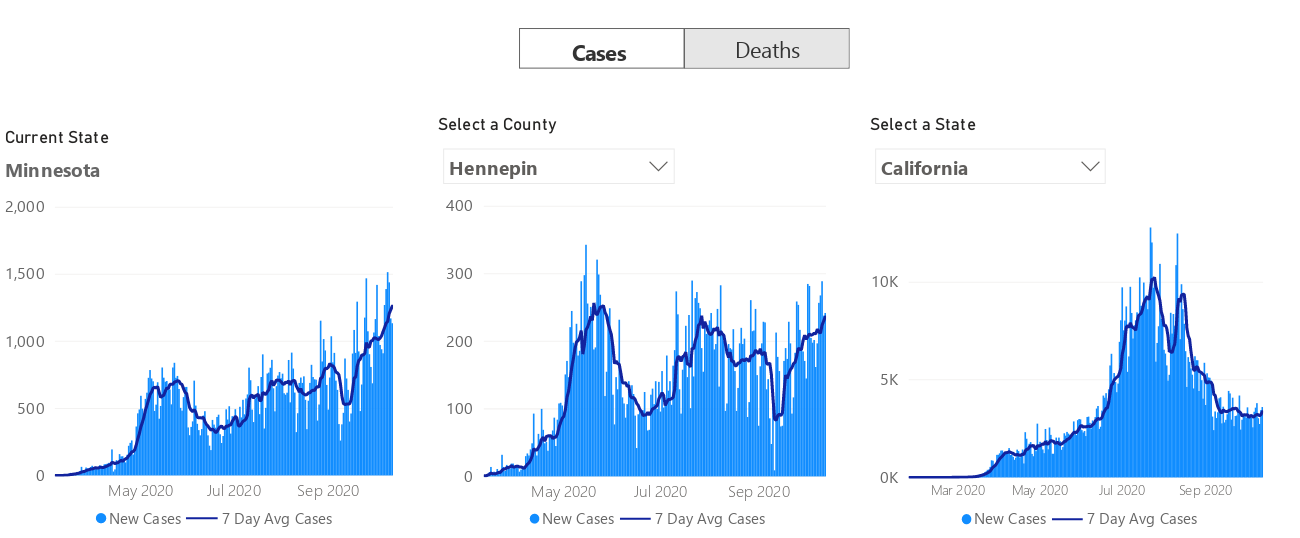 Cases Deaths
Current State
Minnesota
2,000
1,500
1,000
500
0
May 2020 Jul 2020 Sep 2020
New Cases 7 Day Avg Cases
Select a County
Hennepin
400
300
200
100
0
May 2020 Jul 2020 Sep 2020
New Cases 7 Day Avg Cases
Select a State
California
10K
5K
0K
Mar 2020 May 2020 Jul 2020 Sep 2020
New Cases 7 Day Avg Cases